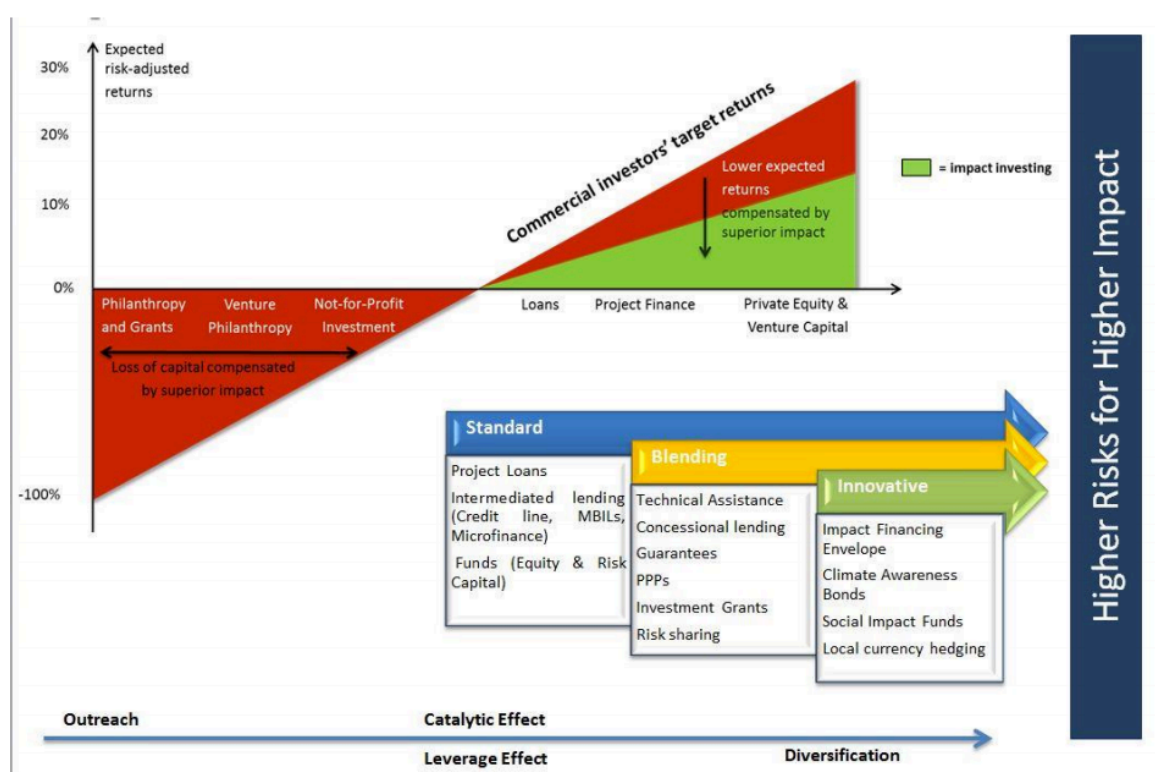 Expected
risk-adjusted
returns
30%
20%
10%
0%
-100%
Commercial investors' target returns
Lower expected
returns
compensated by
superior impact
= impact investing
Philanthropy
and Grants
Venture
Philanthropy
Not-for-Profit
Investment
Loans
Project Finance
Private Equity &
Venture Capital
Loss of capital compensated
by superior impact
Standard
Project Loans
Intermediated lending
(Credit line, MBILs,
Microfinance)
Funds (Equity & Risk
Capital)
Blending
Technical Assistance
Concessional lending
Guarantees
PPPs
Investment Grants
Risk sharing
Innovative
Impact Financing
Envelope
Climate Awareness
Bonds
Social Impact Funds
Local currency hedging
Outreach
Catalytic Effect
Leverage Effect
Diversification
Higher Risks for Higher Impact